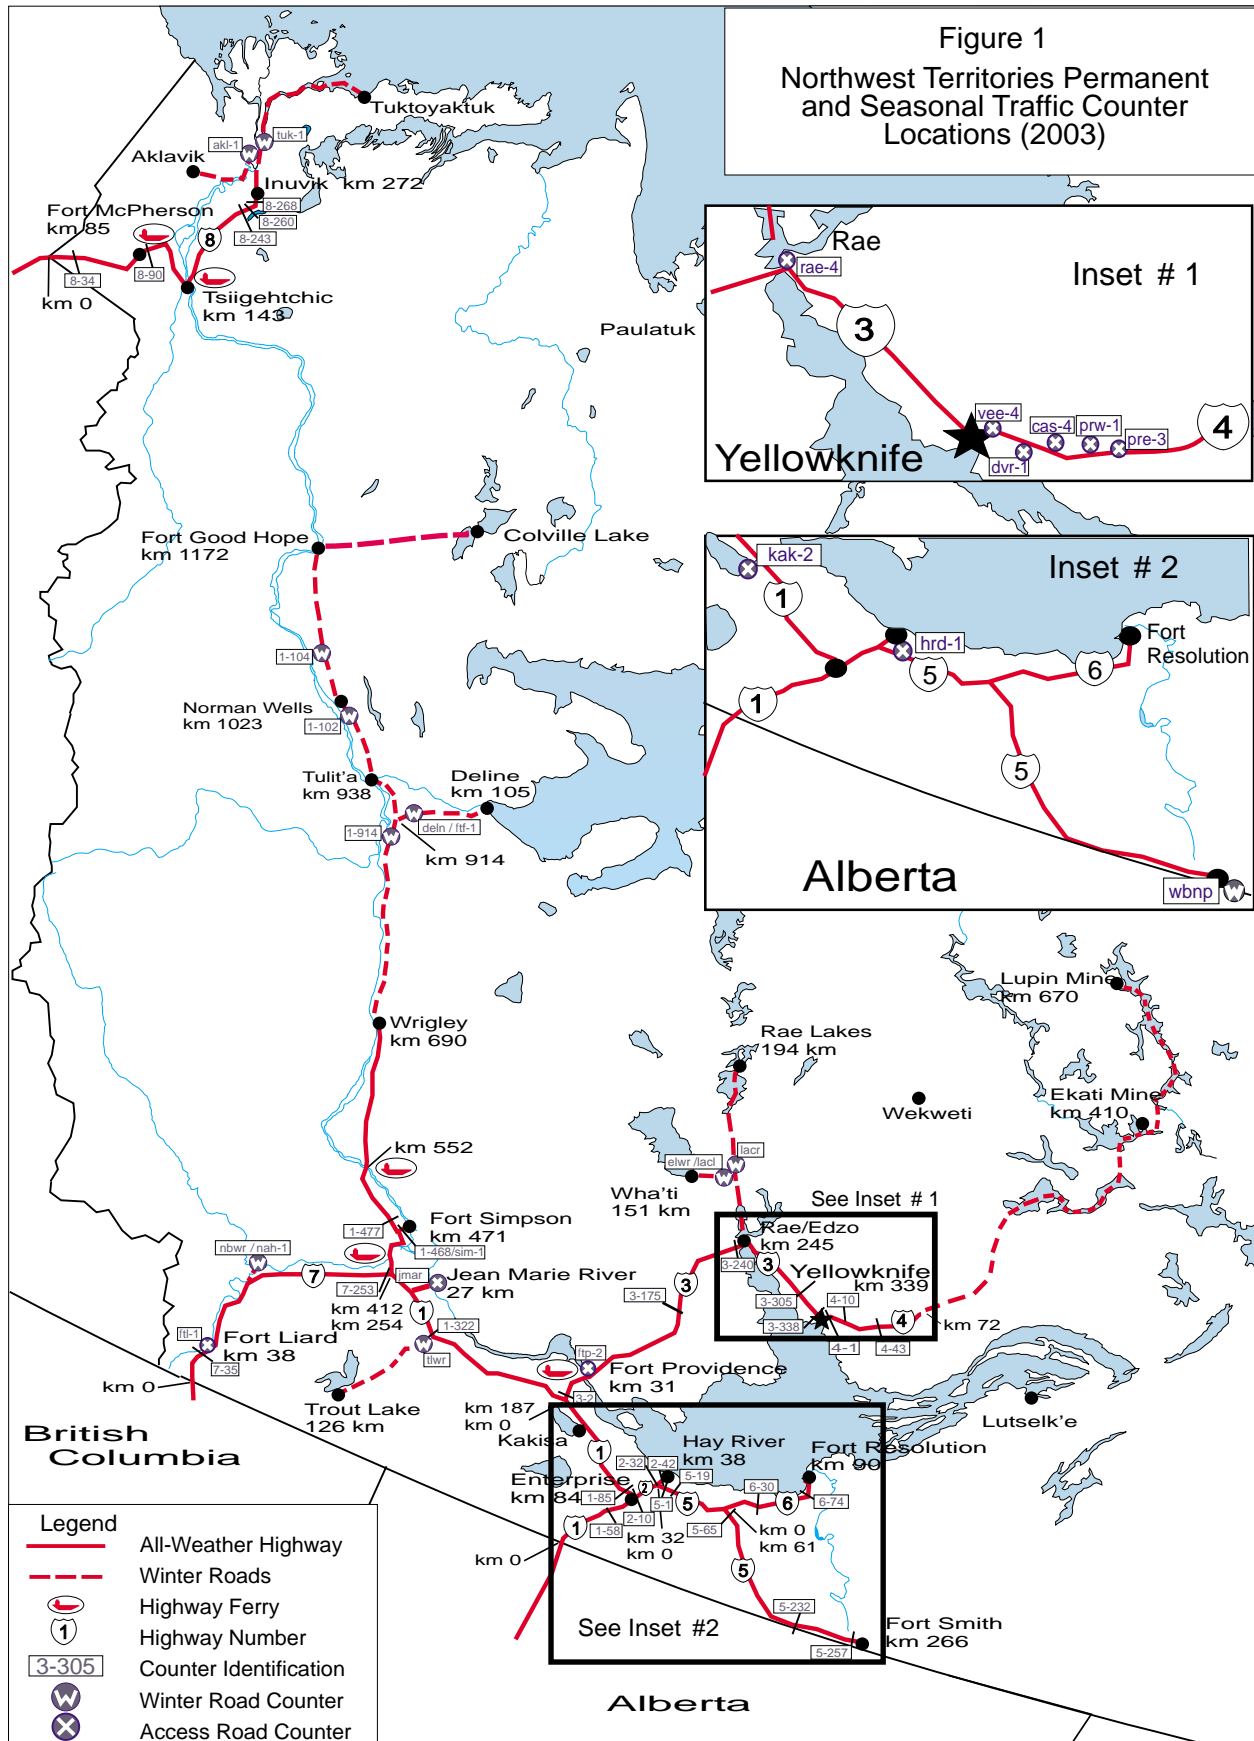 Figure 1
Northwest Territories Permanent
and Seasonal Traffic Counter
Locations (2003)
Tuktoyaktuk
tuk-1
akl-1
Aklavik
Inuvik km 272
8-268
8-260
8-243
Fort McPherson
km 85
8
8-90
8-34
km 0
Tsiigehtchic
km 143
Paulatuk
Rae
rae-4
Inset # 1
3
vee-4
cas-4
prw-1
pre-3
4
dvr-1
Yellowknife
Fort Good Hope
km 1172
Colville Lake
kak-2
Inset # 2
1
hrd-1
Fort
Resolution
5
6
1
5
Alberta
wbnp
W
1-104
W
Norman Wells
km 1023
1-102
W
Tulit'a
km 938
Deline
km 105
1-914
W
W
deln / ftf-1
km 914
Wrigley
km 690
Lupin Mine
km 670
Rae Lakes
194 km
Wekweti
Ekati Mine
km 410
km 552
elwr /lacl
lacr
W
W
Wha'ti
151 km
See Inset # 1
Fort Simpson
km 471
1-477
1-468/sim-1
Rae/Edzo
km 245
3-240
3
nbwr / nah-1
W
7
7-253
jmar
Jean Marie River
27 km
km 412
km 254
1
1-322
W
tlwr
3
3-175
Yellowknife
km 339
3-305
4-10
3-338
4-1
4-43
4
km 72
ftl-1
Fort Liard
km 38
7-35
km 0
Trout Lake
126 km
ftp-2
Fort Providence
km 31
3-2
km 187
km 0
Kakisa
Lutselk'e
British
Columbia
1
Hay River
km 38
Fort Resolution
km 90
2-32
2-42
5-19
Enterprise
km 84
1-85
2
5-1
5
6-30
6
6-74
2-10
1
1-58
km 32
km 0
5-65
km 0
km 61
km 0
5
5-232
Fort Smith
km 266
5-257
See Inset #2
Alberta
Legend
All-Weather Highway
Winter Roads
Highway Ferry
1
Highway Number
3-305
Counter Identification
W
Winter Road Counter
Access Road Counter